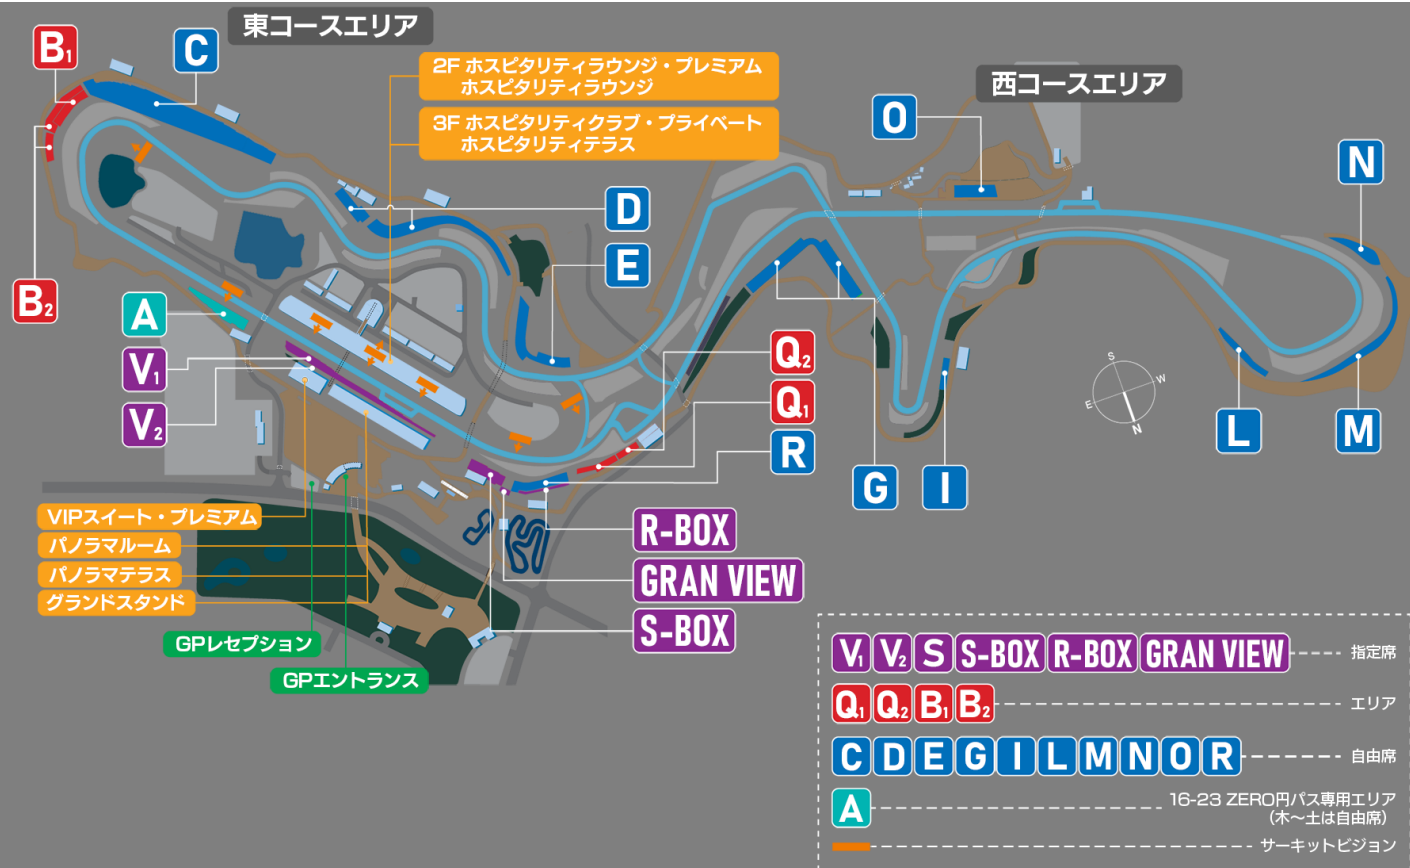 東コースエリア
B1
C
2F ホスピタリティラウンジ・プレミアム
ホスピタリティラウンジ
3F ホスピタリティクラブ・プライベート
ホスピタリティテラス
西コースエリア
O
N
D
E
B2
A
V1
V2
Q2
Q1
R
S
W
E
N
L
M
G
I
VIPスイート・プレミアム
パノラマルーム
パノラマテラス
グランドスタンド
R-BOX
GRAN VIEW
S-BOX
GPレセプション
GPエントランス
V1 V2 S S-BOX R-BOX GRAN VIEW 指定席
Q1 Q2 B1 B2 エリア
C D E G I L M N O R 自由席
A 16-23 ZERO円パス専用エリア
(木〜土は自由席)
サーキットビジョン